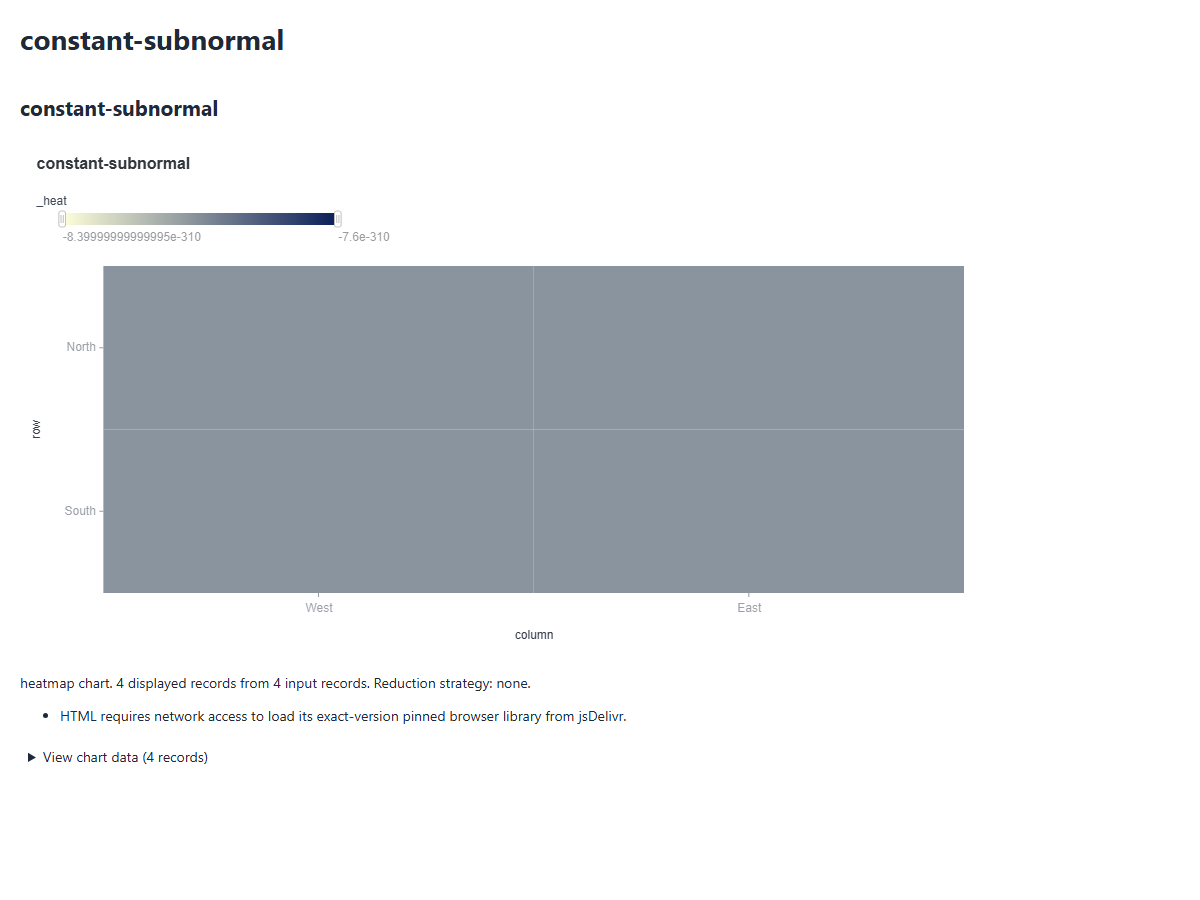 constant-subnormal
constant-subnormal
constant-subnormal
_heat
-8.39999999999995e-310
-7.6e-310
North
row
South
West
East
column
heatmap chart. 4 displayed records from 4 input records. Reduction strategy: none.
HTML requires network access to load its exact-version pinned browser library from jsDelivr.
View chart data (4 records)